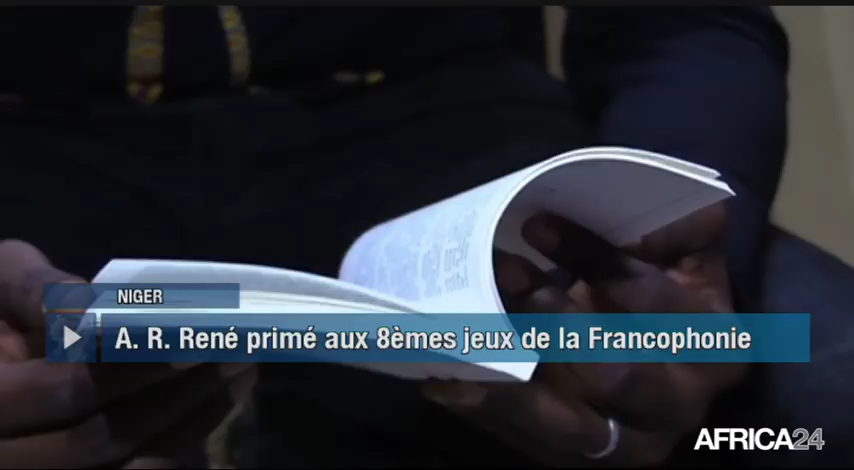 NIGER
A. R. René primé aux 8èmes jeux de la Francophonie
AFRICA24